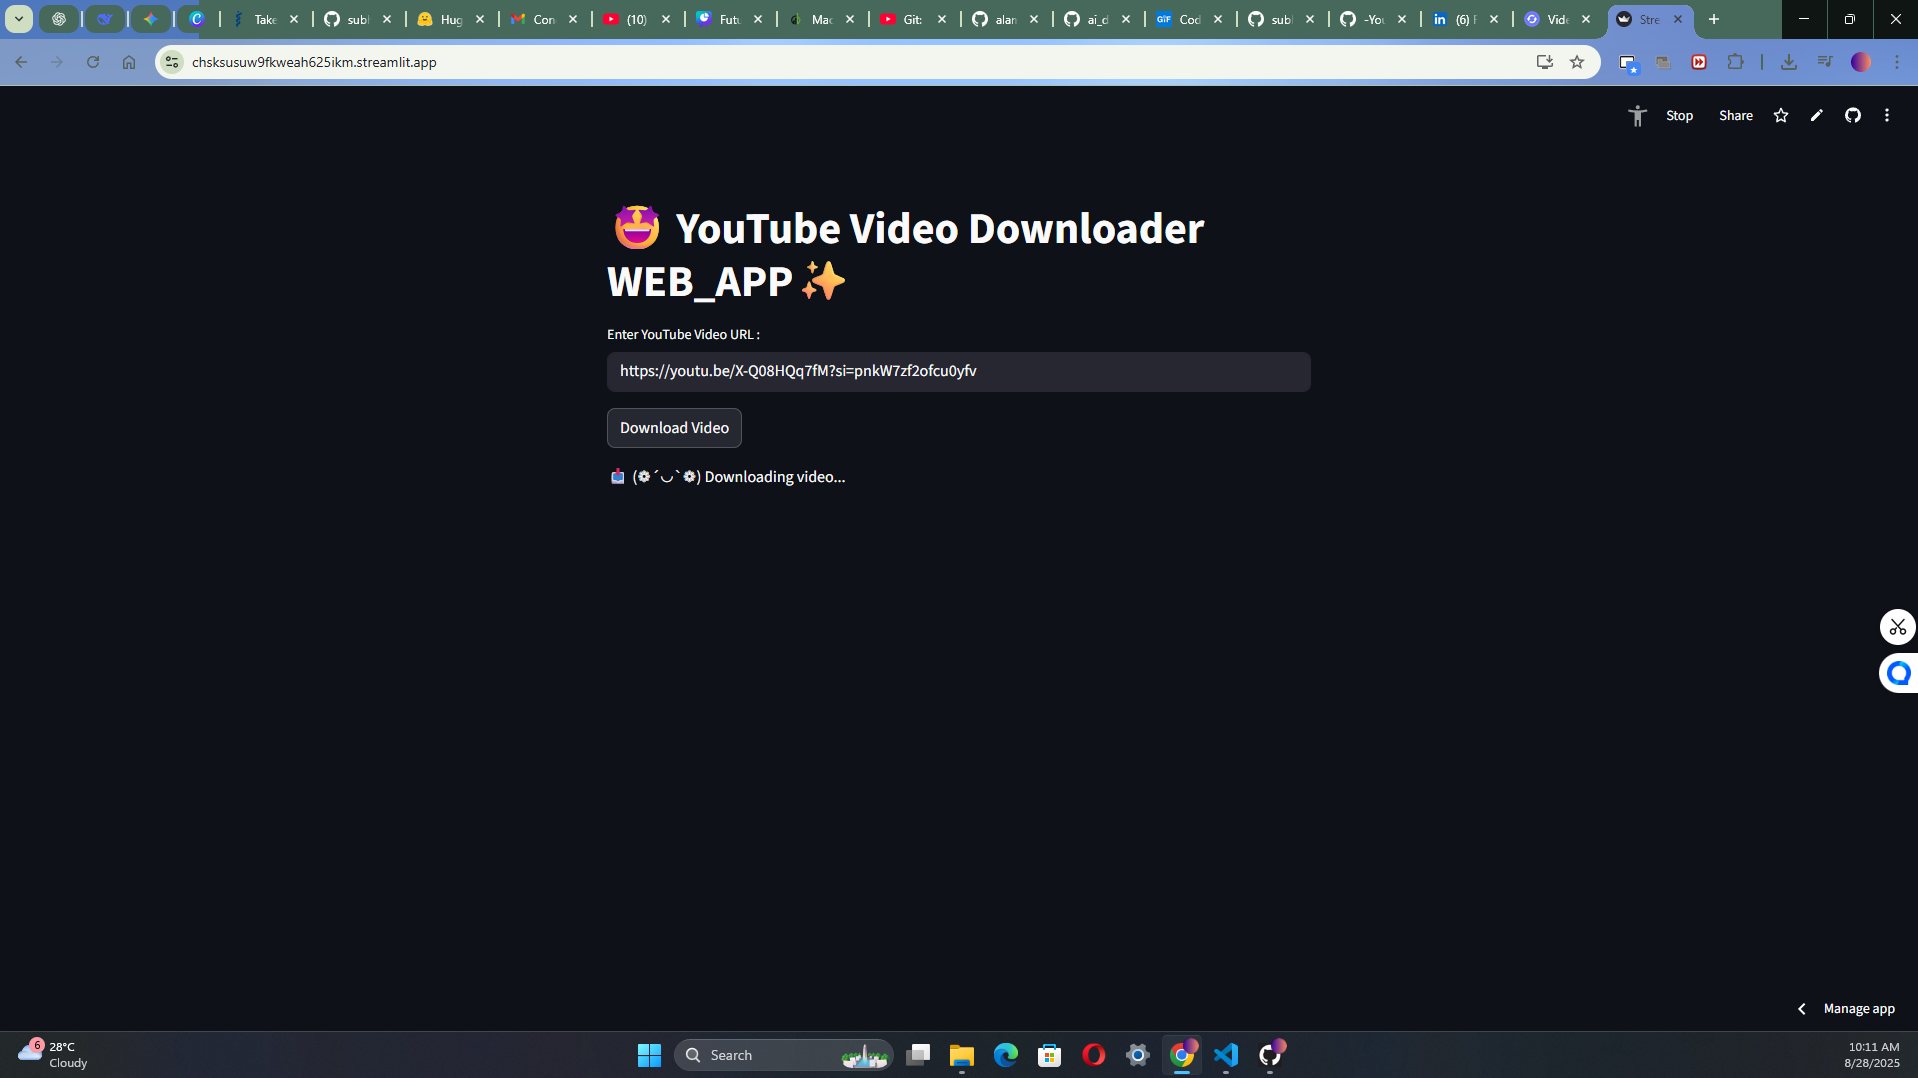 Take
subl
Hug
Con
(10)
Futu
Mac
Git:
alan
ai_d
GIF
Cod
subl
-You
in
(6) F
Vide
Stre
chsksusuw9fkweah625ikm.streamlit.app
Stop
Share
🤩 YouTube Video Downloader
WEB_APP ✨
Enter YouTube Video URL :
https://youtu.be/X-Q08HQq7fM?si=pnkW7zf2ofcu0yfv
Download Video
📥 (❁´◡`❁) Downloading video...
Manage app
6
28°C
Cloudy
Search
10:11 AM
8/28/2025